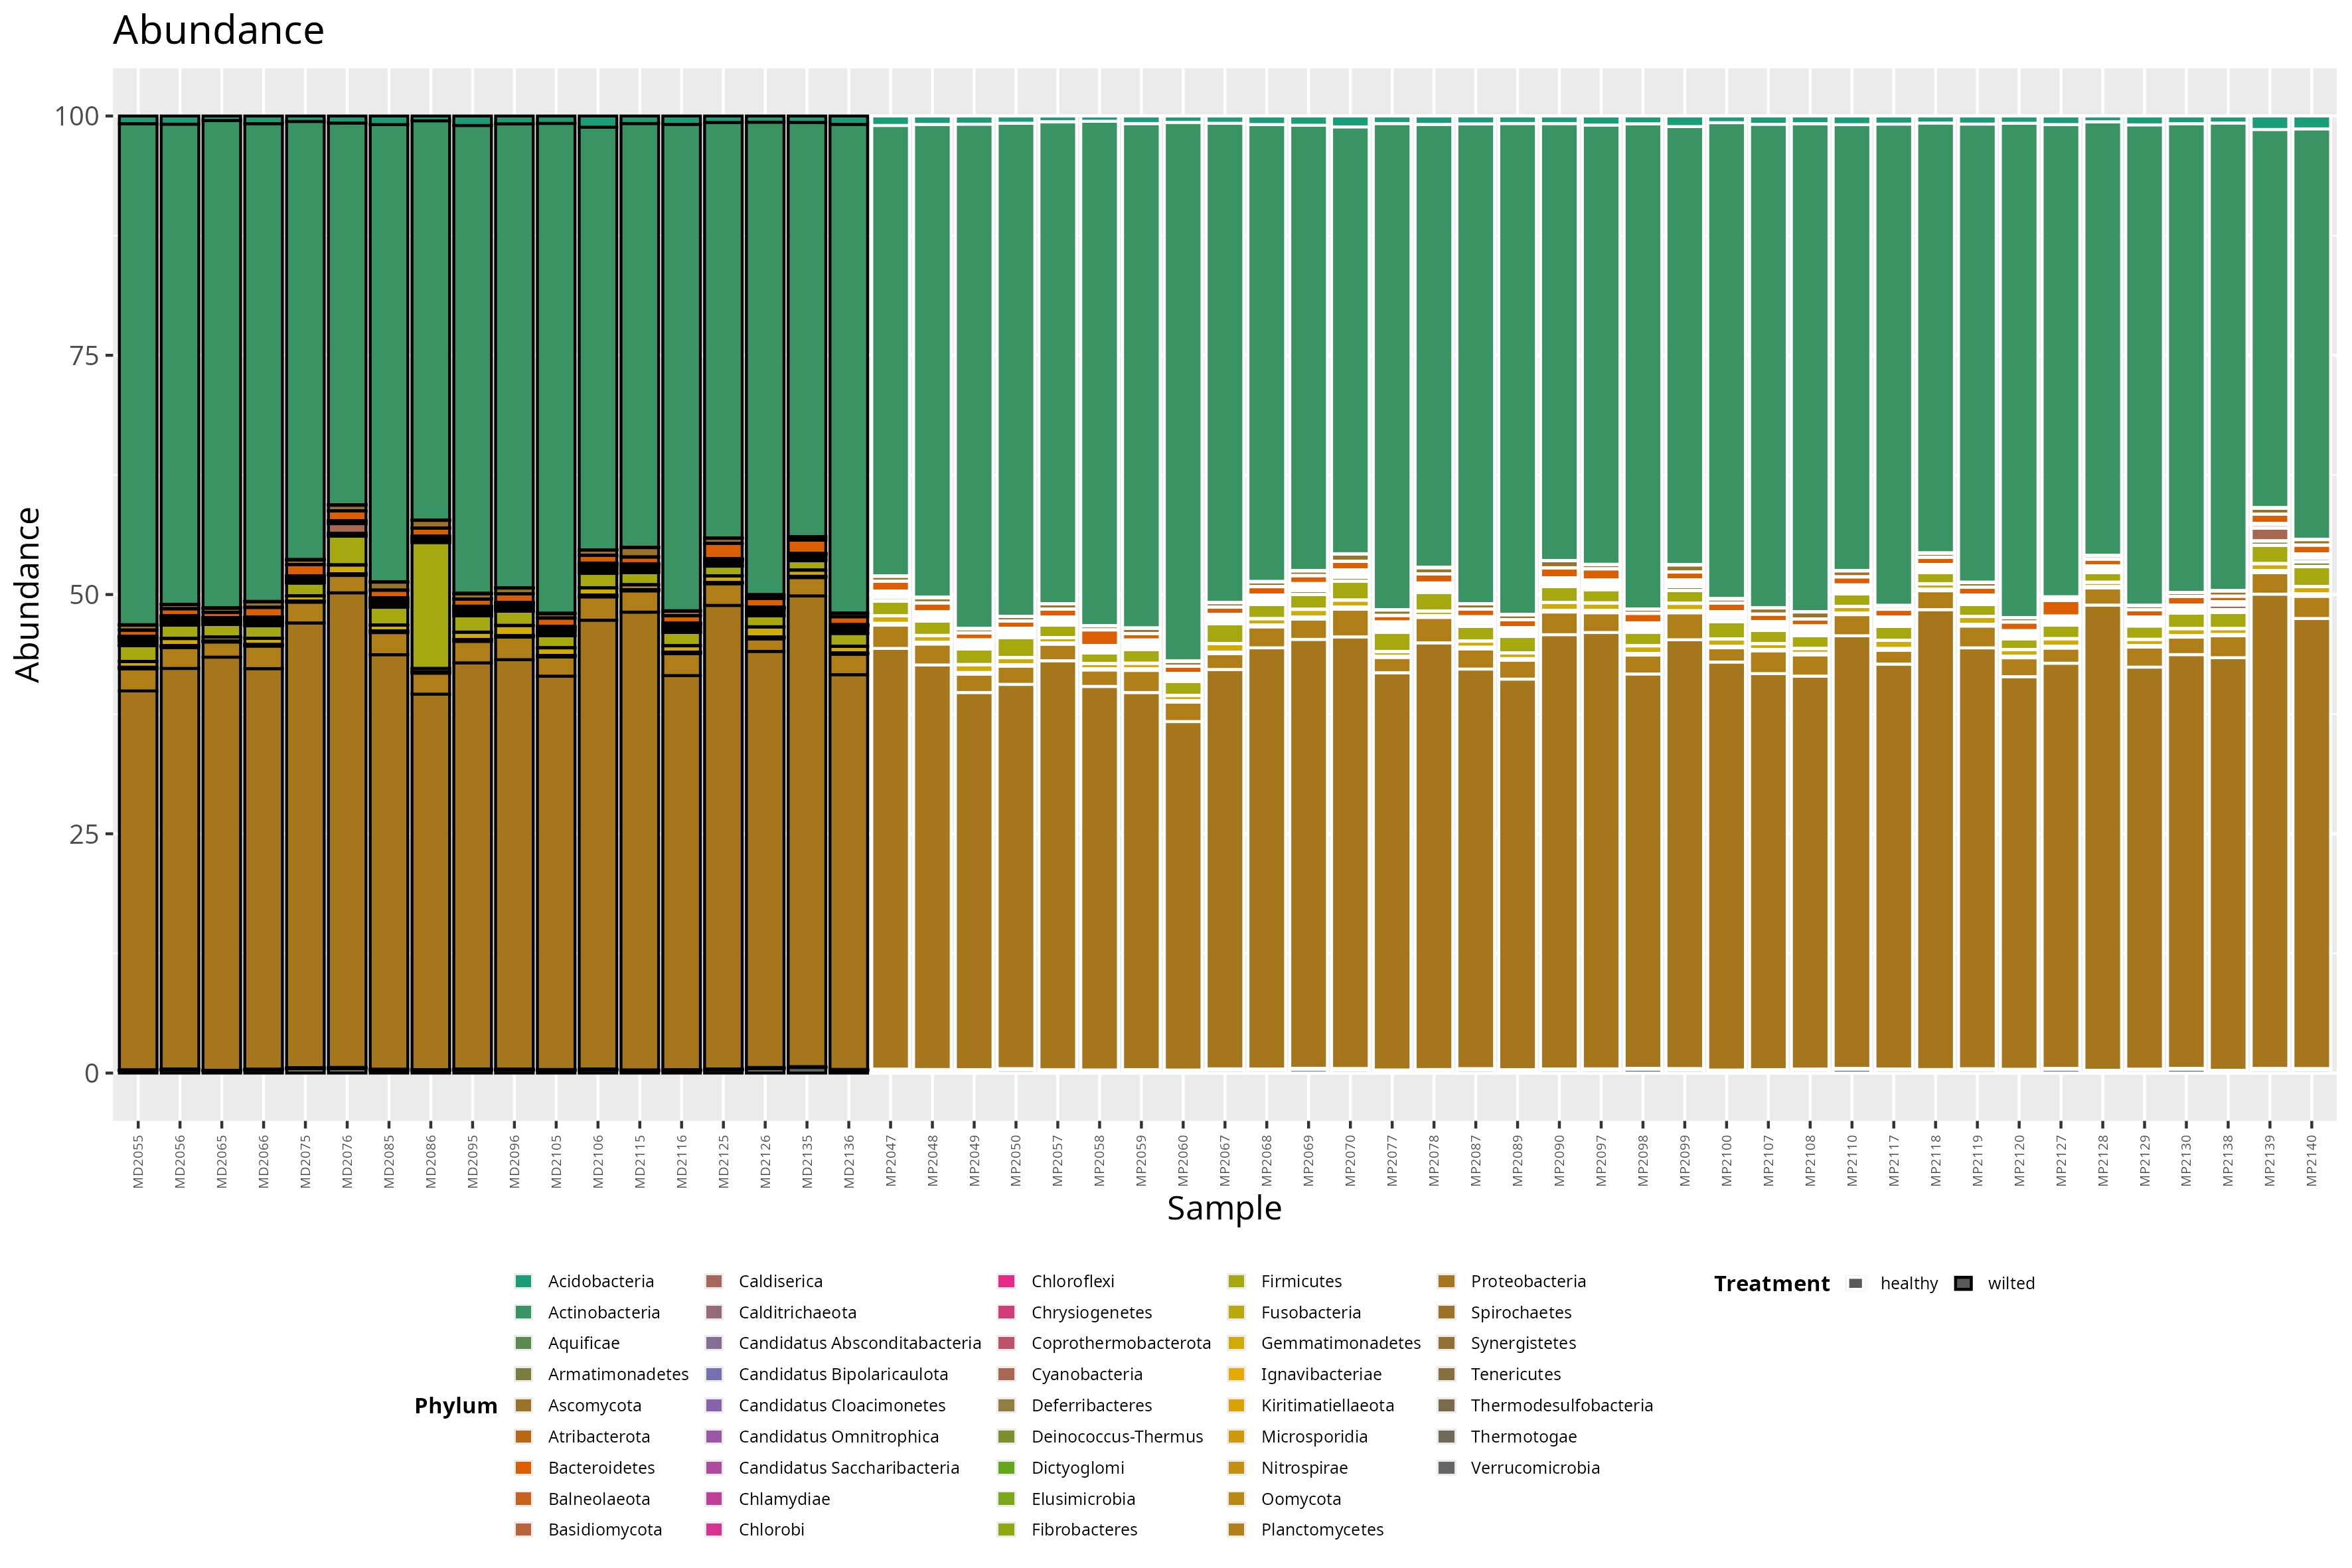 Abundance
Abundance
100
75
50
25
0
MD2055 MD2056 MD2065 MD2066 MD2075 MD2076 MD2085 MD2086 MD2095 MD2096 MD2105 MD2106 MD2115 MD2116 MD2125 MD2126 MD2135 MD2136 MP2047 MP2048 MP2049 MP2050 MP2057 MP2058 MP2059 MP2060 MP2067 MP2068 MP2069 MP2070 MP2077 MP2078 MP2087 MP2089 MP2090 MP2097 MP2098 MP2099 MP2100 MP2107 MP2108 MP2110 MP2117 MP2118 MP2119 MP2120 MP2127 MP2128 MP2129 MP2130 MP2138 MP2139 MP2140
Sample
Phylum
Acidobacteria
Actinobacteria
Aquificae
Armatimonadetes
Ascomycota
Atribacterota
Bacteroidetes
Balneolaeota
Basidiomycota
Caldiserica
Calditrichaeota
Candidatus Absconditabacteria
Candidatus Bipolaricaulota
Candidatus Cloacimonetes
Candidatus Omnitrophica
Candidatus Saccharibacteria
Chlamydiae
Chlorobi
Chloroflexi
Chrysiogenetes
Coprothermobacterota
Cyanobacteria
Deferribacteres
Deinococcus-Thermus
Dictyoglomi
Elusimicrobia
Fibrobacteres
Firmicutes
Fusobacteria
Gemmatimonadetes
Ignavibacteriae
Kiritimatiellaeota
Microsporidia
Nitrospirae
Oomycota
Planctomycetes
Proteobacteria
Spirochaetes
Synergistetes
Tenericutes
Thermodesulfobacteria
Thermotogae
Verrucomicrobia
Treatment healthy wilted